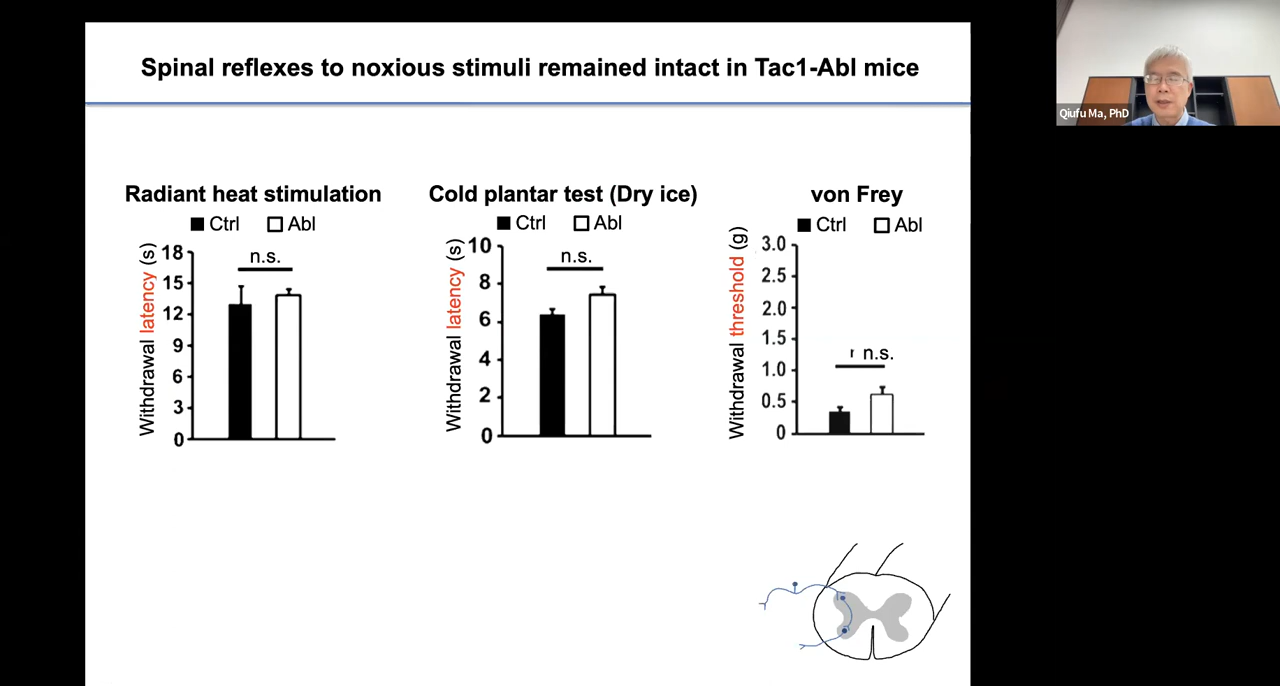 Spinal reflexes to noxious stimuli remained intact in Tac1-Abl mice
Qiufu Ma, PhD
Radiant heat stimulation
Ctrl Abl
Withdrawal latency (s)
18
15
12
9
6
3
0
n.s.
Cold plantar test (Dry ice)
Ctrl Abl
Withdrawal latency (s)
10
8
6
4
2
0
n.s.
von Frey
Ctrl Abl
Withdrawal threshold (g)
3.0
2.5
2.0
1.5
1.0
0.5
0
n.s.